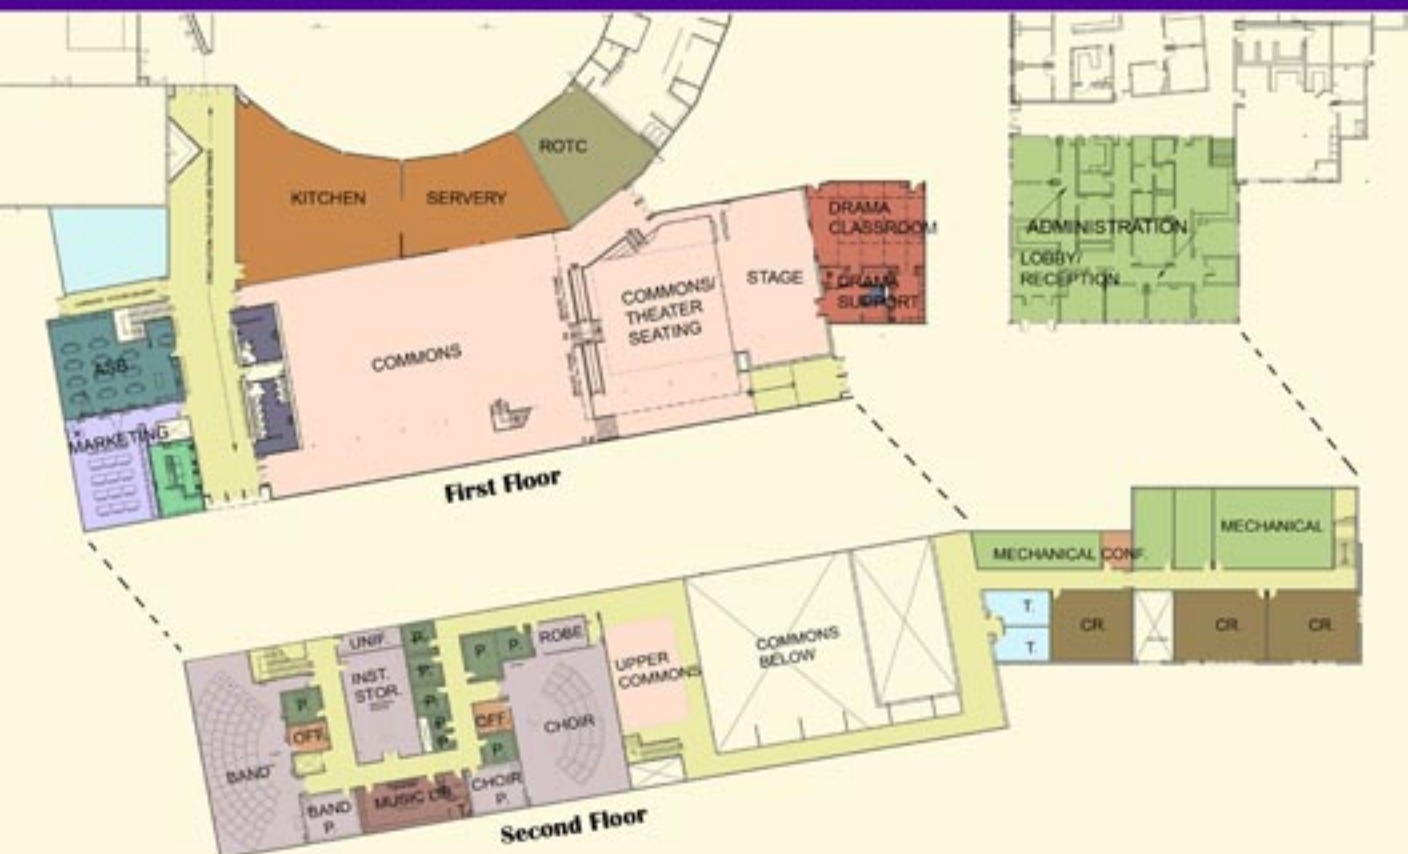 KITCHEN
SERVERY
ROTC
DRAMA
CLASSROOM
DRAMA
SUPPORT
ADMINISTRATION
LOBBY/
RECEPTION
COMMONS
COMMONS/
THEATER
SEATING
STAGE
ASB
MARKETING
First Floor
MECHANICAL
CONF.
MECHANICAL
T.
T.
CR.
CR.
CR.
UNIF.
P.
P.
P.
ROBE
INST.
STOR.
P.
P.
P.
P.
P.
OFF.
OFF.
P.
UPPER
COMMONS
COMMONS
BELOW
CHOIR
BAND
BAND
P.
MUSIC
T.
CHOIR
P.
Second Floor